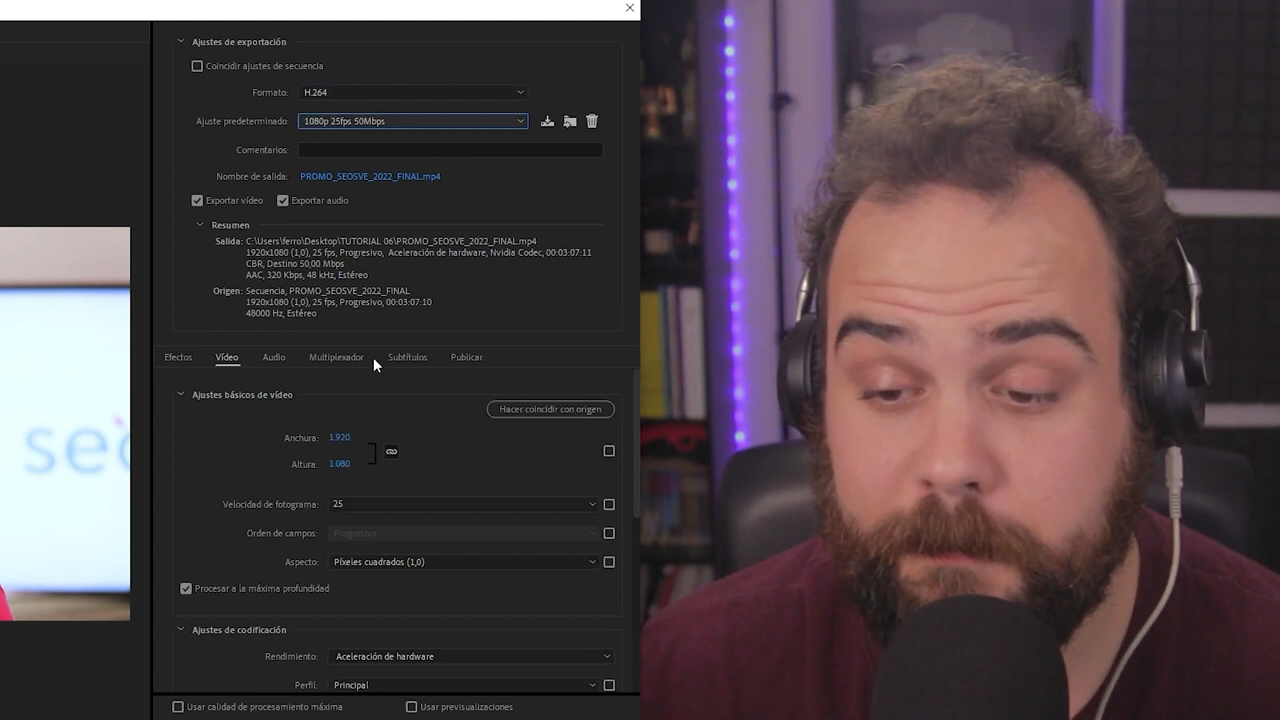 Ajustes de exportación
Coincidir ajustes de secuencia
Formato: H.264
Ajuste predeterminado: 1080p 25fps 50Mbps
Comentarios:
Nombre de salida: PROMO_SEOSVE_2022_FINAL.mp4
Exportar vídeo Exportar audio
Resumen
Salida: C:\Users\ferro\Desktop\TUTORIAL 06\PROMO_SEOSVE_2022_FINAL.mp4
1920x1080 (1,0), 25 fps, Progresivo, Aceleración de hardware, Nvidia Codec, 00:03:07:11
CBR, Destino 50,00 Mbps
AAC, 320 Kbps, 48 kHz, Estéreo
Origen: Secuencia, PROMO_SEOSVE_2022_FINAL
1920x1080 (1,0), 25 fps, Progresivo, 00:03:07:10
48000 Hz, Estéreo
Efectos Vídeo Audio Multiplexador Subtítulos Publicar
Ajustes básicos de vídeo
Hacer coincidir con origen
Anchura: 1.920
Altura: 1.080
seo
Velocidad de fotograma: 25
Orden de campos: Progresivo
Aspecto: Píxeles cuadrados (1,0)
Procesar a la máxima profundidad
Ajustes de codificación
Rendimiento: Aceleración de hardware
Perfil: Principal
Usar calidad de procesamiento máxima Usar previsualizaciones